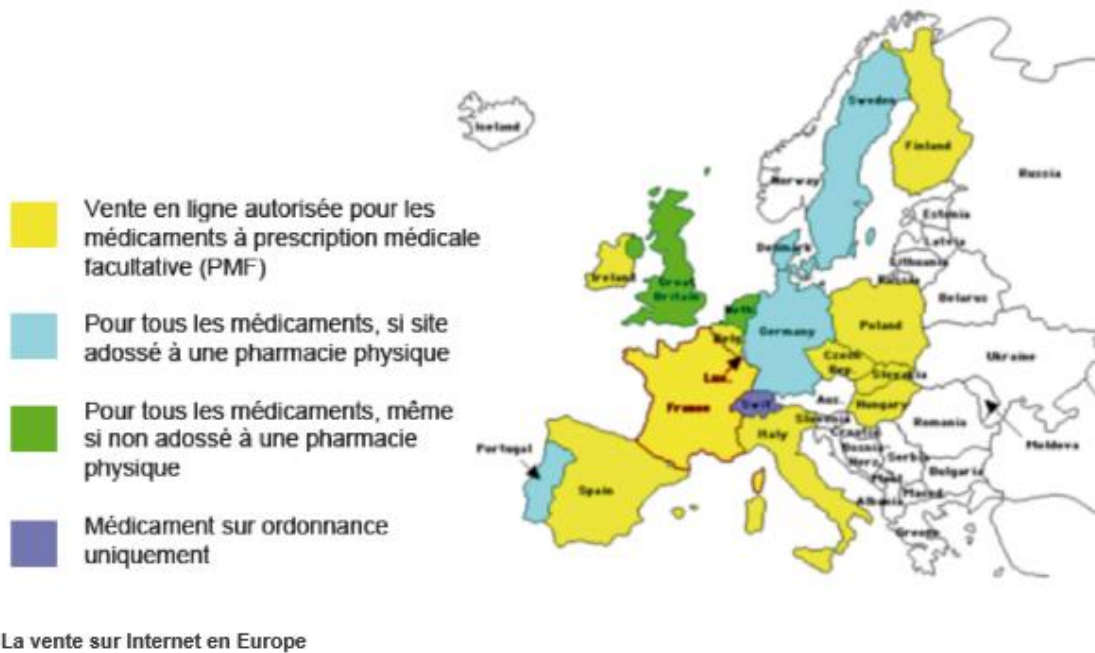 Vente en ligne autorisée pour les
médicaments à prescription médicale
facultative (PMF)
Pour tous les médicaments, si site
adossé à une pharmacie physique
Pour tous les médicaments, même
si non adossé à une pharmacie
physique
Médicament sur ordonnance
uniquement
Iceland
Sweden
Finland
Norway
Russia
Estonia
Latvia
Denmark
Lithuania
Russia
Ireland
Great
Britain
Belarus
Neth.
Germany
Poland
Belg.
Czech
Rep.
Ukraine
Lux.
Slovakia
France
Swit.
Aus.
Hungary
Slovenia
Italy
Romania
Croatia
Moldova
Portugal
Bosnia
Herz.
Serbia
Spain
Bulgaria
Mont.
Albania
Maced.
Greece
La vente sur Internet en Europe